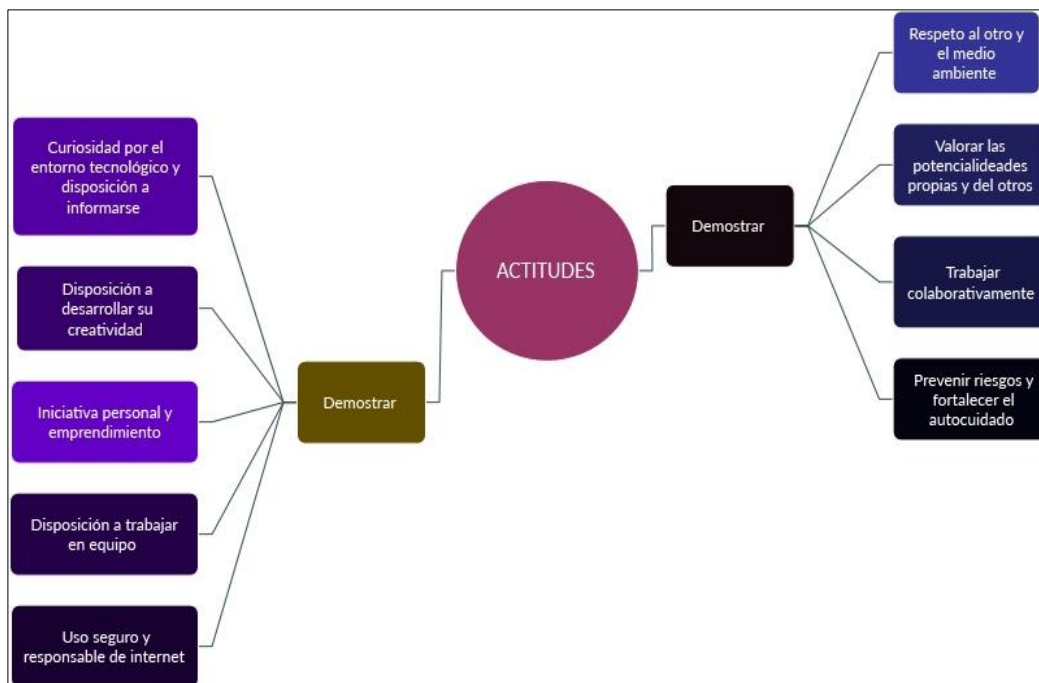 Curiosidad por el
entorno tecnológico y
disposición a
informarse
Disposición a
desarrollar su
creatividad
Iniciativa personal y
emprendimiento
Disposición a trabajar
en equipo
Uso seguro y
responsable de internet
Demostrar
ACTITUDES
Demostrar
Respeto al otro y
el medio
ambiente
Valorar las
potencialideades
propias y del otros
Trabajar
colaborativamente
Prevenir riesgos y
fortalecer el
autocuidado